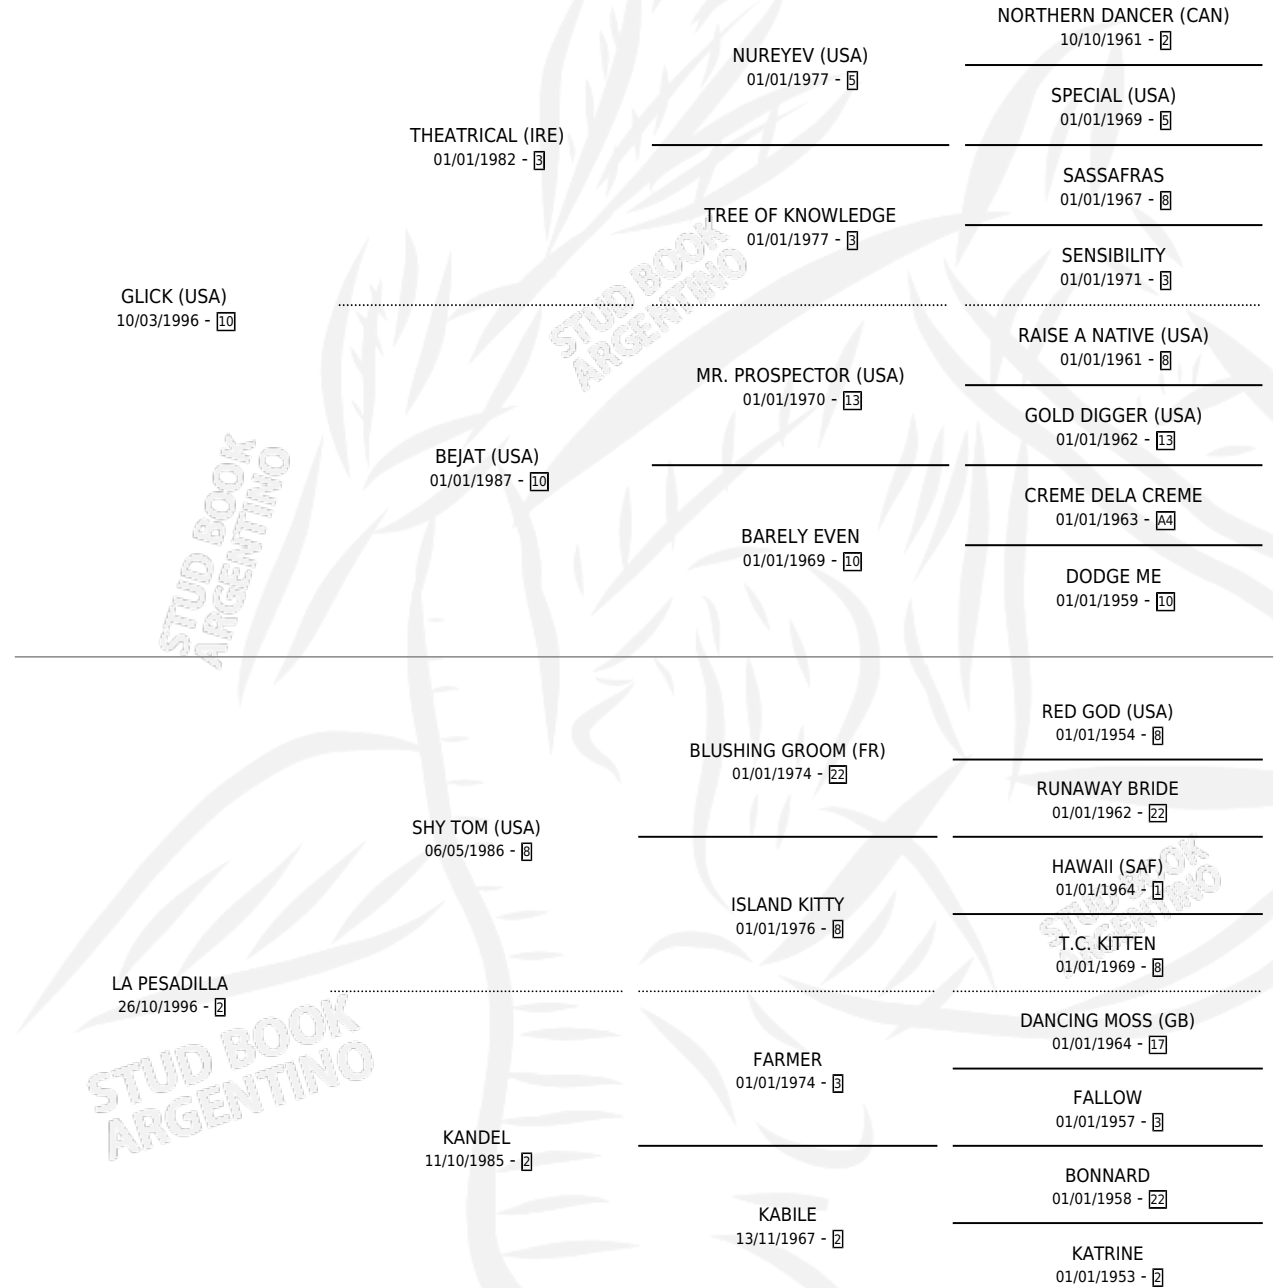 NORTHERN DANCER (CAN)
10/10/1961 - 2
NUREYEV (USA)
01/01/1977 - 5
SPECIAL (USA)
01/01/1969 - 5
THEATRICAL (IRE)
01/01/1982 - 3
SASSAFRAS
01/01/1967 - 8
TREE OF KNOWLEDGE
01/01/1977 - 3
SENSIBILITY
01/01/1971 - 3
GLICK (USA)
10/03/1996 - 10
RAISE A NATIVE (USA)
01/01/1961 - 8
MR. PROSPECTOR (USA)
01/01/1970 - 13
GOLD DIGGER (USA)
01/01/1962 - 13
BEJAT (USA)
01/01/1987 - 10
CREME DELA CREME
01/01/1963 - A4
BARELY EVEN
01/01/1969 - 10
DODGE ME
01/01/1959 - 10
RED GOD (USA)
01/01/1954 - 8
BLUSHING GROOM (FR)
01/01/1974 - 22
RUNAWAY BRIDE
01/01/1962 - 22
SHY TOM (USA)
06/05/1986 - 8
HAWAII (SAF)
01/01/1964 - 1
ISLAND KITTY
01/01/1976 - 8
T.C. KITTEN
01/01/1969 - 8
LA PESADILLA
26/10/1996 - 2
DANCING MOSS (GB)
01/01/1964 - 17
FARMER
01/01/1974 - 3
FALLOW
01/01/1957 - 3
KANDEL
11/10/1985 - 2
BONNARD
01/01/1958 - 22
KABILE
13/11/1967 - 2
KATRINE
01/01/1953 - 2
STUD BOOK
ARGENTINO
STUD BOOK
ARGENTINO
STUD BOOK
ARGENTINO
STUD BOOK
ARGENTINO